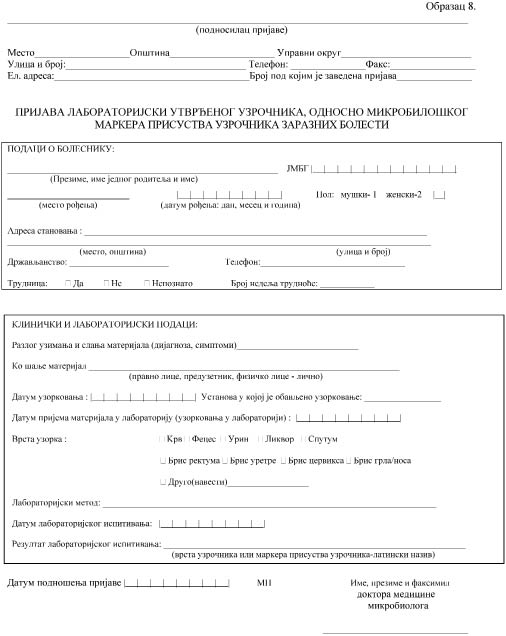 Образац 8.
(подносилац пријаве)
Место Општина Управни округ
Улица и број: Телефон: Факс:
Ел. адреса: Број под којим је заведена пријава
ПРИЈАВА ЛАБОРАТОРИЈСКИ УТВРЂЕНОГ УЗРОЧНИКА, ОДНОСНО МИКРОБИЛОШКОГ
МАРКЕРА ПРИСУСТВА УЗРОЧНИКА ЗАРАЗНИХ БОЛЕСТИ
ПОДАЦИ О БОЛЕСНИКУ:
ЈМБГ
(Презиме, име једног родитеља и име)
Пол: мушки- 1 женски-2
(место рођења) (датум рођења: дан, месец и година)
Адреса становања :
(место, општина) (улица и број)
Држављанство: Телефон:
Трудница: □ Да □ Не □ Непознато Број недеља трудноће:
КЛИНИЧКИ И ЛАБОРАТОРИЈСКИ ПОДАЦИ:
Разлог узимања и слања материјала (дијагноза, симптоми)
Ко шаље материјал
(правно лице, предузетник, физичко лице - лично)
Датум узорковања : Установа у којој је обављено узорковање:
Датум пријема материјала у лабораторију (узорковања у лабораторији) :
Врста узорка : □ Крв □ Фецес □ Урин □ Ликвор □ Спутум
□ Брис ректума □ Брис уретре □ Брис цервикса □ Брис грла/носа
□ Друго(навести)
Лабораторијски метод:
Датум лабораторијског испитивања:
Резултат лабораторијског испитивања:
(врста узрочника или маркера присуства узрочника-латински назив)
Датум подношења пријаве МП Име, презиме и факсимил
доктора медицине
микробиолога